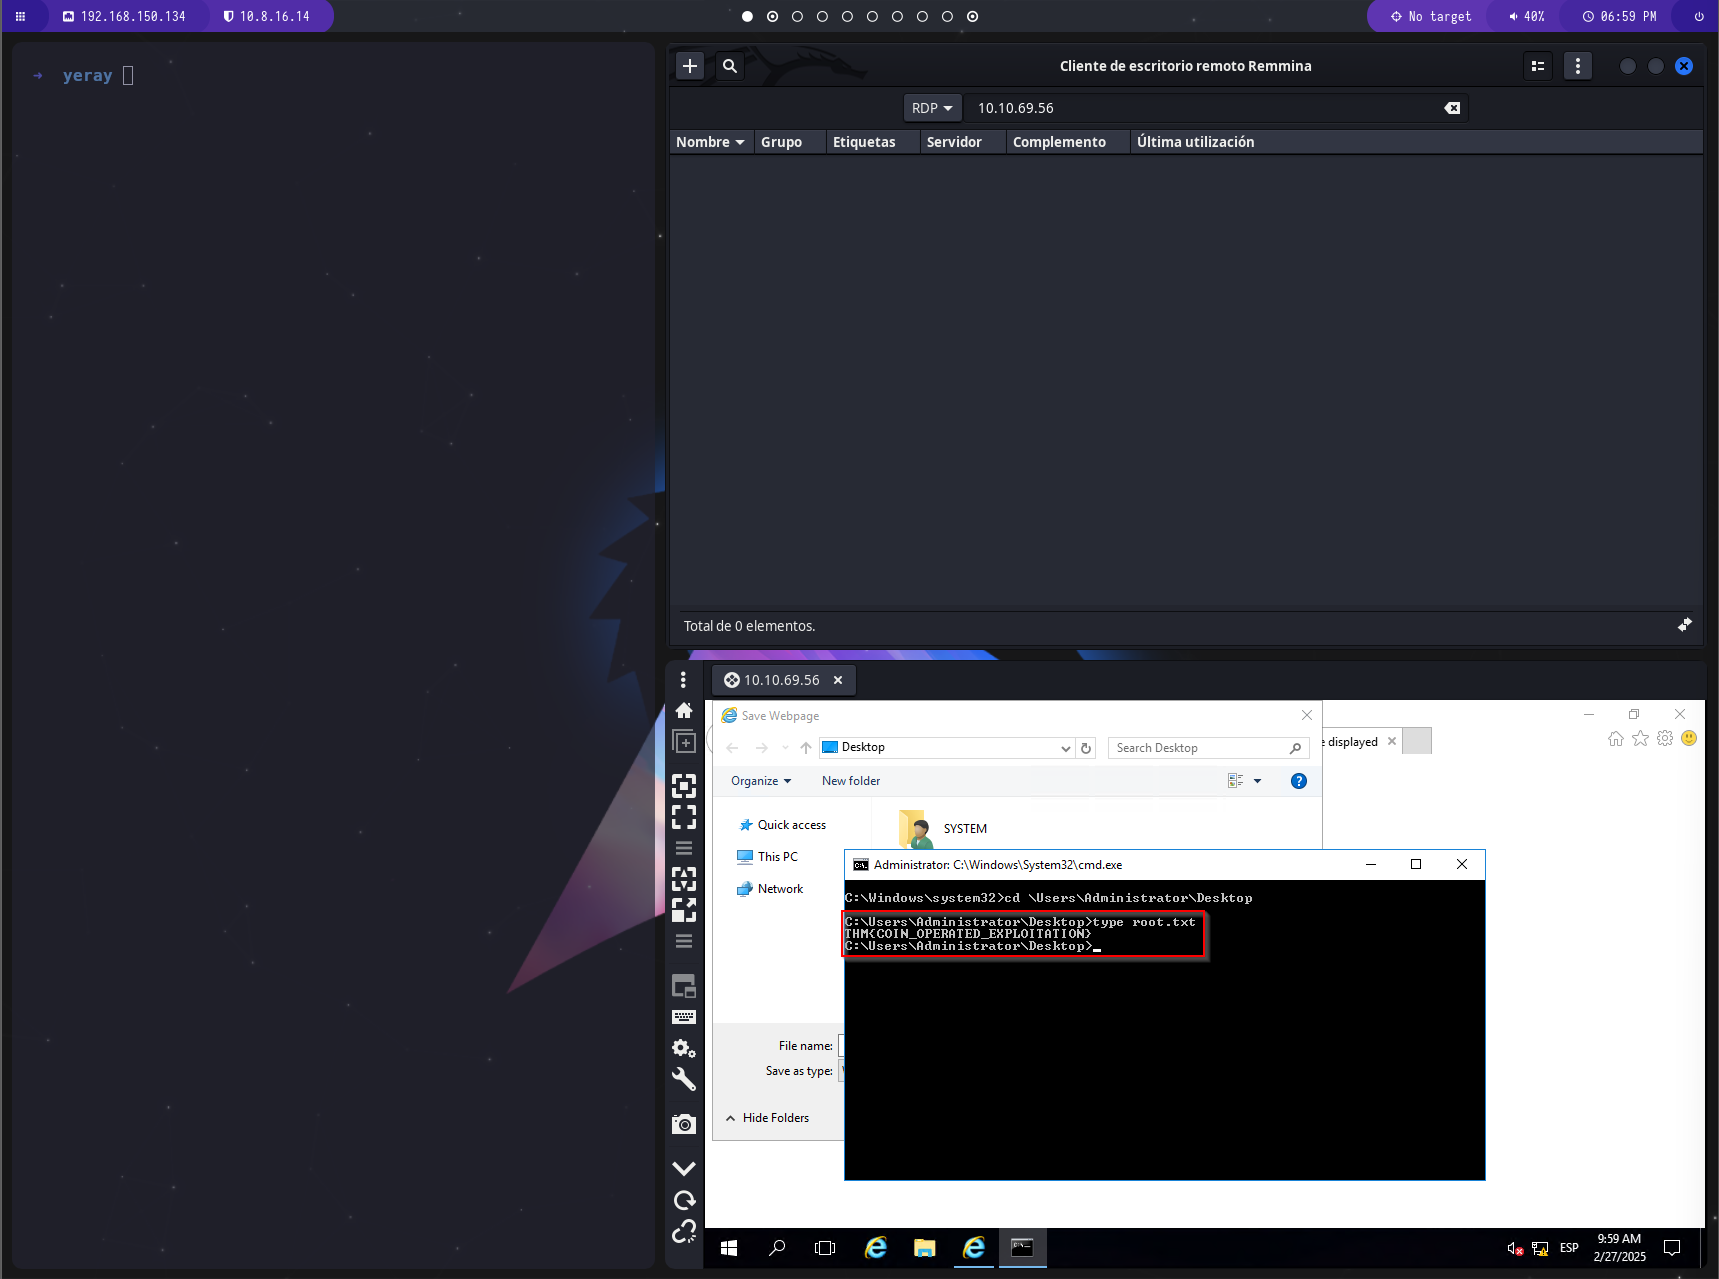 192.168.150.134
10.8.16.14
No target
40%
06:59 PM
➜ yeray
Cliente de escritorio remoto Remmina
RDP
10.10.69.56
Nombre
Grupo
Etiquetas
Servidor
Complemento
Última utilización
Total de 0 elementos.
10.10.69.56
Save Webpage
Desktop
Search Desktop
e displayed
Organize
New folder
Quick access
SYSTEM
This PC
Network
Administrator: C:\Windows\System32\cmd.exe
C:\Windows\system32>cd \Users\Administrator\Desktop
C:\Users\Administrator\Desktop>type root.txt
THM{COIN_OPERATED_EXPLOITATION}
C:\Users\Administrator\Desktop>
File name:
Save as type:
Hide Folders
ESP
9:59 AM
2/27/2025